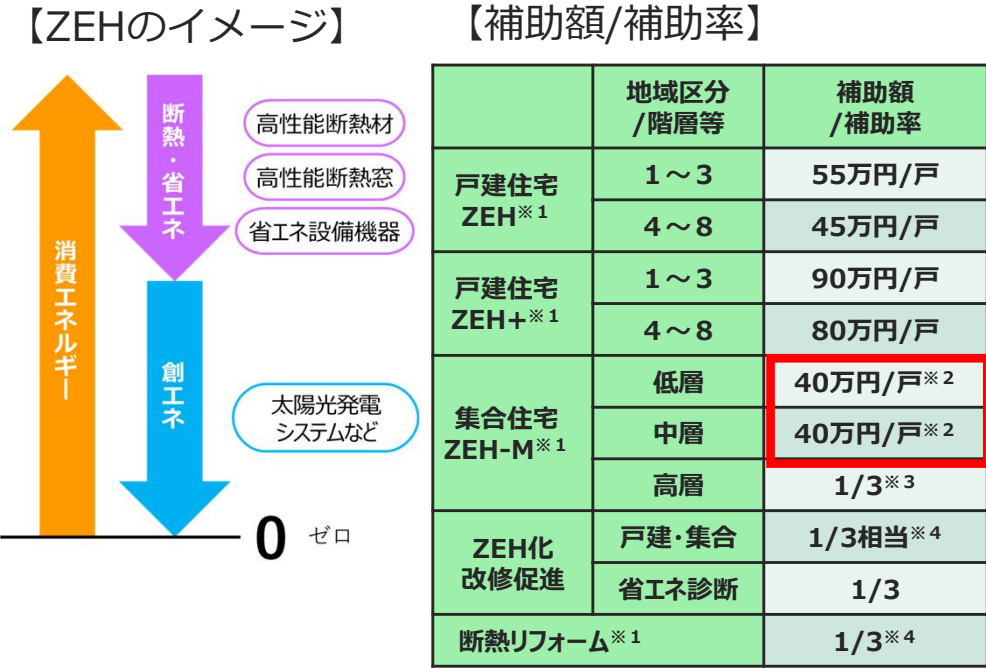 【ZEHのイメージ】
消費エネルギー
断熱・省エネ
高性能断熱材
高性能断熱窓
省エネ設備機器
創エネ
太陽光発電
システムなど
0 ゼロ
【補助額/補助率】
地域区分
/階層等
補助額
/補助率
戸建住宅
ZEH※1
1～3
55万円/戸
4～8
45万円/戸
戸建住宅
ZEH+※1
1～3
90万円/戸
4～8
80万円/戸
集合住宅
ZEH-M※1
低層
40万円/戸※2
中層
40万円/戸※2
高層
1/3※3
ZEH化
改修促進
戸建・集合
1/3相当※4
省エネ診断
1/3
断熱リフォーム※1
1/3※4